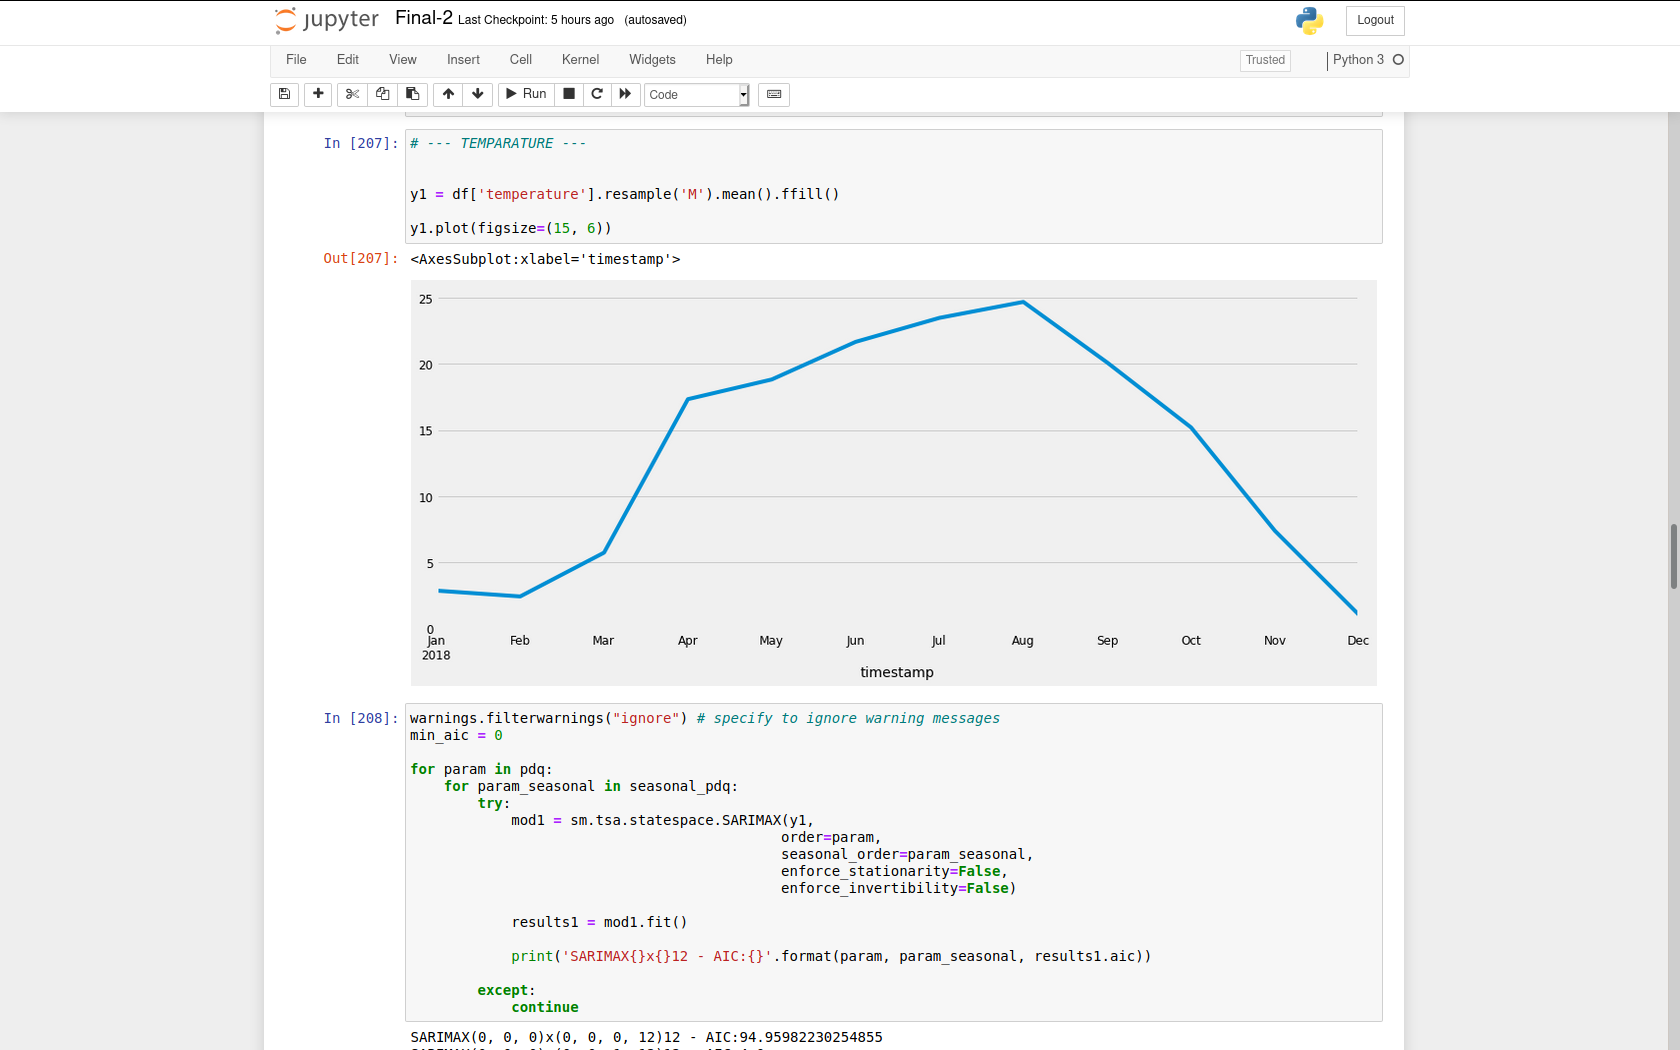 jupyter Final-2 Last Checkpoint: 5 hours ago (autosaved) Logout
File Edit View Insert Cell Kernel Widgets Help Trusted Python 3
Run Code
In [207]: # --- TEMPARATURE ---
y1 = df['temperature'].resample('M').mean().ffill()
y1.plot(figsize=(15, 6))
Out[207]: <AxesSubplot:xlabel='timestamp'>
25
20
15
10
5
0
Jan Feb Mar Apr May Jun Jul Aug Sep Oct Nov Dec
2018
timestamp
In [208]: warnings.filterwarnings("ignore") # specify to ignore warning messages
min_aic = 0
for param in pdq:
    for param_seasonal in seasonal_pdq:
        try:
            mod1 = sm.tsa.statespace.SARIMAX(y1,
                                            order=param,
                                            seasonal_order=param_seasonal,
                                            enforce_stationarity=False,
                                            enforce_invertibility=False)
            results1 = mod1.fit()
            print('SARIMAX{}x{}12 - AIC:{}'.format(param, param_seasonal, results1.aic))
        except:
            continue
SARIMAX(0, 0, 0)x(0, 0, 0, 12)12 - AIC:94.95982230254855